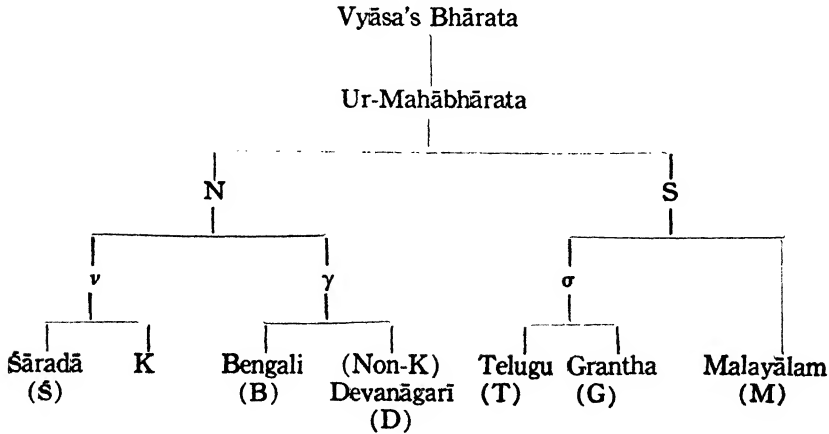 Vyāsa's Bhārata
Ur-Mahābhārata
N S
ν γ σ
Śāradā K Bengali (Non-K) Telugu Grantha Malayālam
(Ś) (B) Devanāgarī (T) (G) (M)
(D)